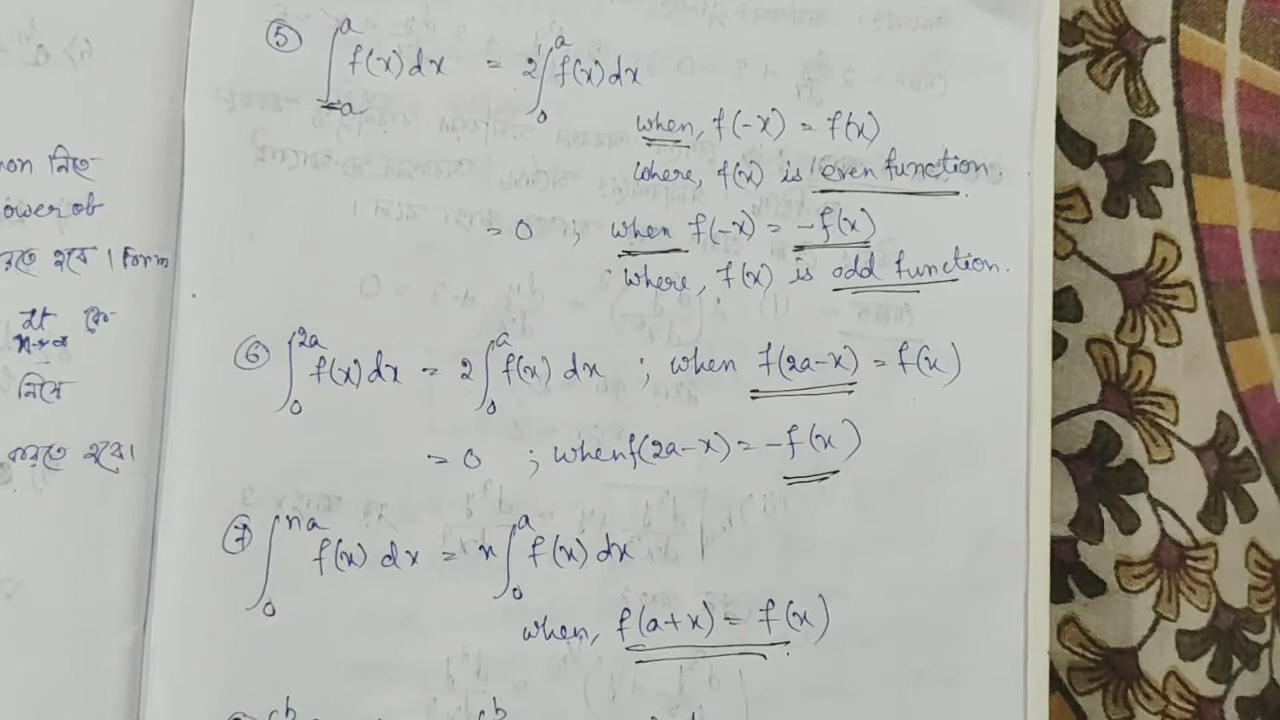 on নিতে
ower of
করতে হবে। Form
lt কে
n→∝
নিয়ে
করতে হবে।
⑤ ∫_{-a}^{a} f(x) dx = 2∫_{0}^{a} f(x) dx
when, f(-x) = f(x)
where, f(x) is even function.
= 0 ; when f(-x) = -f(x)
where, f(x) is odd function.
⑥ ∫_{0}^{2a} f(x) dx = 2∫_{0}^{a} f(x) dx ; when f(2a-x) = f(x)
= 0 ; when f(2a-x) = -f(x)
⑦ ∫_{0}^{na} f(x) dx = n∫_{0}^{a} f(x) dx
when, f(a+x) = f(x)